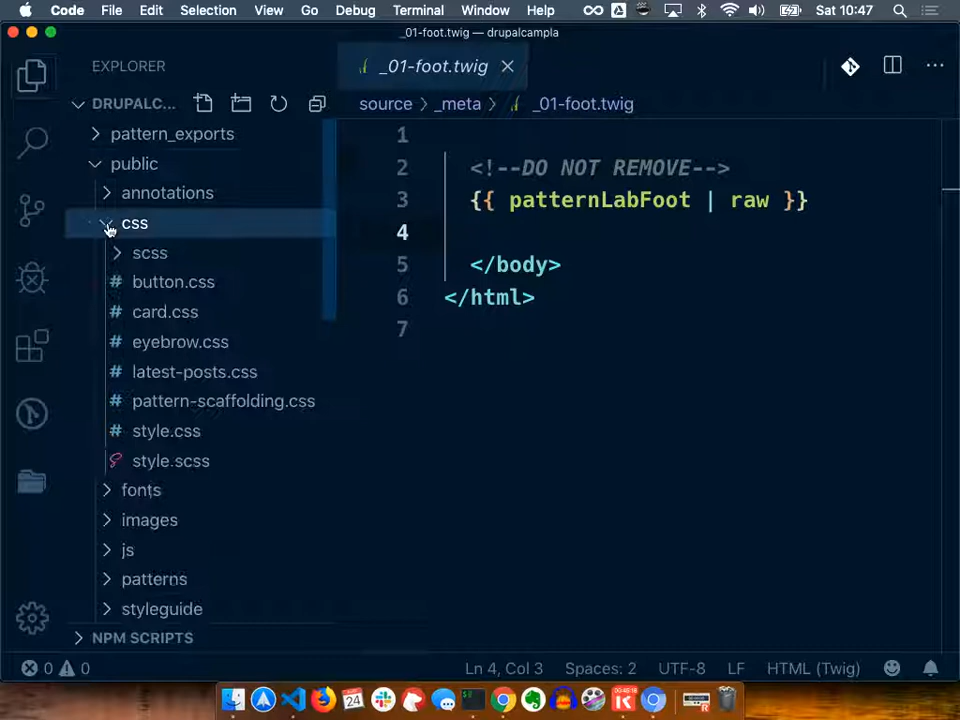 Code File Edit Selection View Go Debug Terminal Window Help Sat 10:47
_01-foot.twig — drupalcampla
EXPLORER
_01-foot.twig
DRUPALC...
source > _meta > _01-foot.twig
pattern_exports
1
public
2 <!--DO NOT REMOVE-->
annotations
3 {{ patternLabFoot | raw }}
css
4
scss
5 </body>
button.css
6 </html>
card.css
7
eyebrow.css
latest-posts.css
pattern-scaffolding.css
style.css
style.scss
fonts
images
js
patterns
styleguide
NPM SCRIPTS
0 0 Ln 4, Col 3 Spaces: 2 UTF-8 LF HTML (Twig)
24